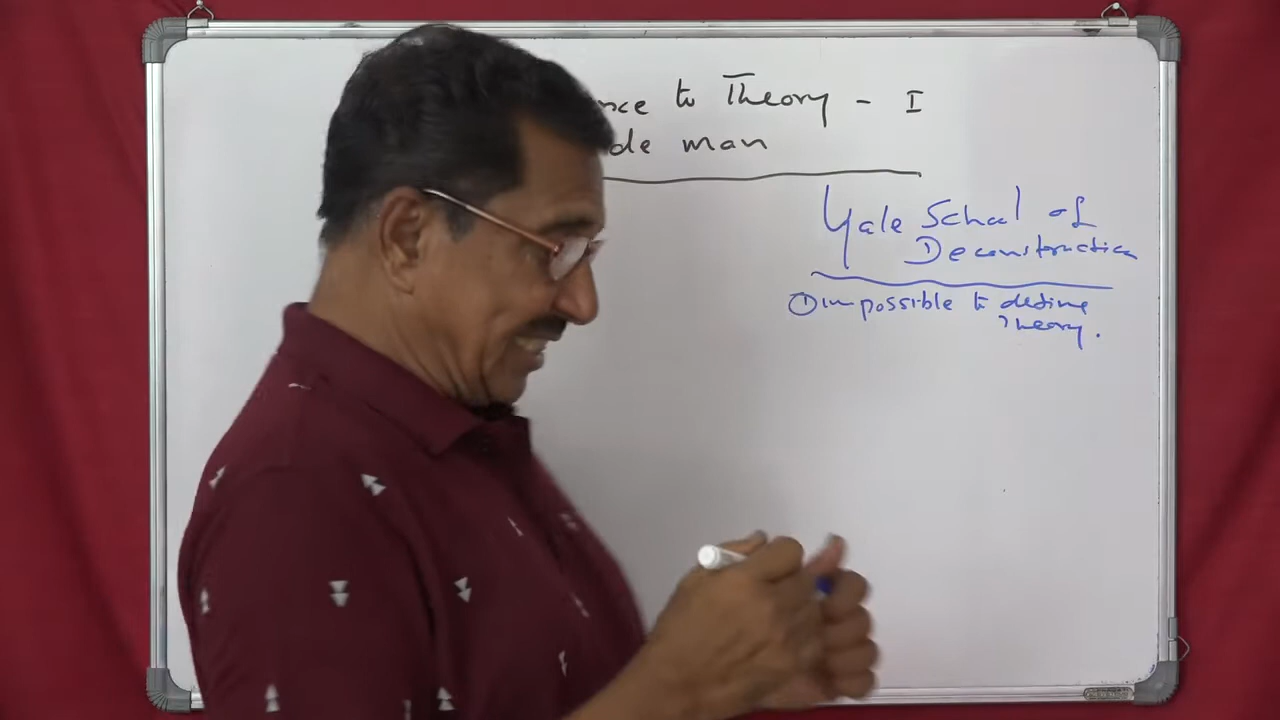 nce to Theory - I
de man
Yale School of
Deconstruction
① impossible to define
Theory.